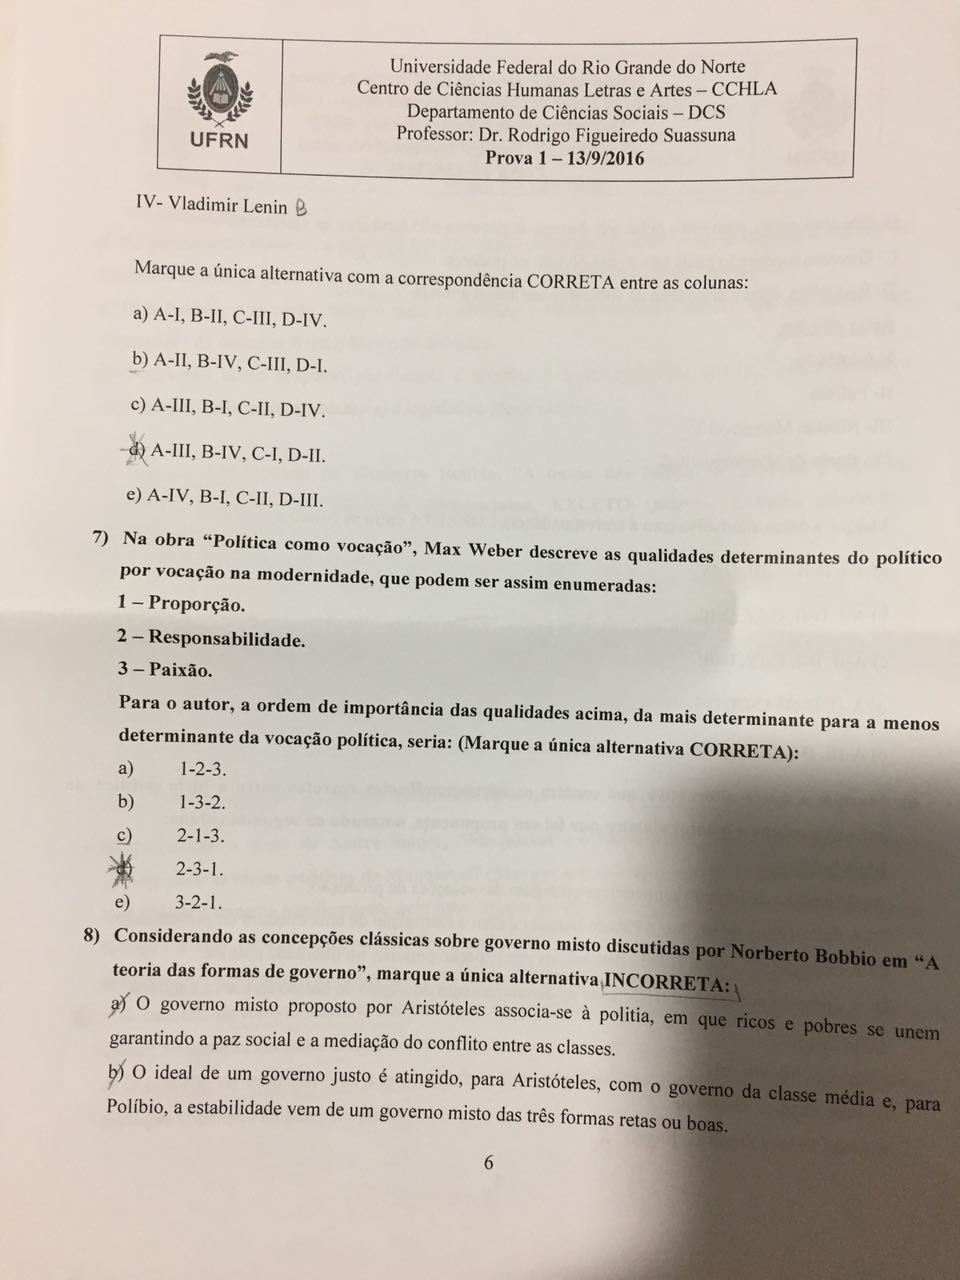 Universidade Federal do Rio Grande do Norte
Centro de Ciências Humanas Letras e Artes – CCHLA
Departamento de Ciências Sociais – DCS
Professor: Dr. Rodrigo Figueiredo Suassuna
Prova 1 – 13/9/2016
UFRN
IV- Vladimir Lenin B
Marque a única alternativa com a correspondência CORRETA entre as colunas:
a) A-I, B-II, C-III, D-IV.
b) A-II, B-IV, C-III, D-I.
c) A-III, B-I, C-II, D-IV.
d) A-III, B-IV, C-I, D-II.
e) A-IV, B-I, C-II, D-III.
7) Na obra “Política como vocação”, Max Weber descreve as qualidades determinantes do político
por vocação na modernidade, que podem ser assim enumeradas:
1 – Proporção.
2 – Responsabilidade.
3 – Paixão.
Para o autor, a ordem de importância das qualidades acima, da mais determinante para a menos
determinante da vocação política, seria: (Marque a única alternativa CORRETA):
a) 1-2-3.
b) 1-3-2.
c) 2-1-3.
d) 2-3-1.
e) 3-2-1.
8) Considerando as concepções clássicas sobre governo misto discutidas por Norberto Bobbio em “A
teoria das formas de governo”, marque a única alternativa INCORRETA:
a) O governo misto proposto por Aristóteles associa-se à politia, em que ricos e pobres se unem
garantindo a paz social e a mediação do conflito entre as classes.
b) O ideal de um governo justo é atingido, para Aristóteles, com o governo da classe média e, para
Políbio, a estabilidade vem de um governo misto das três formas retas ou boas.
6